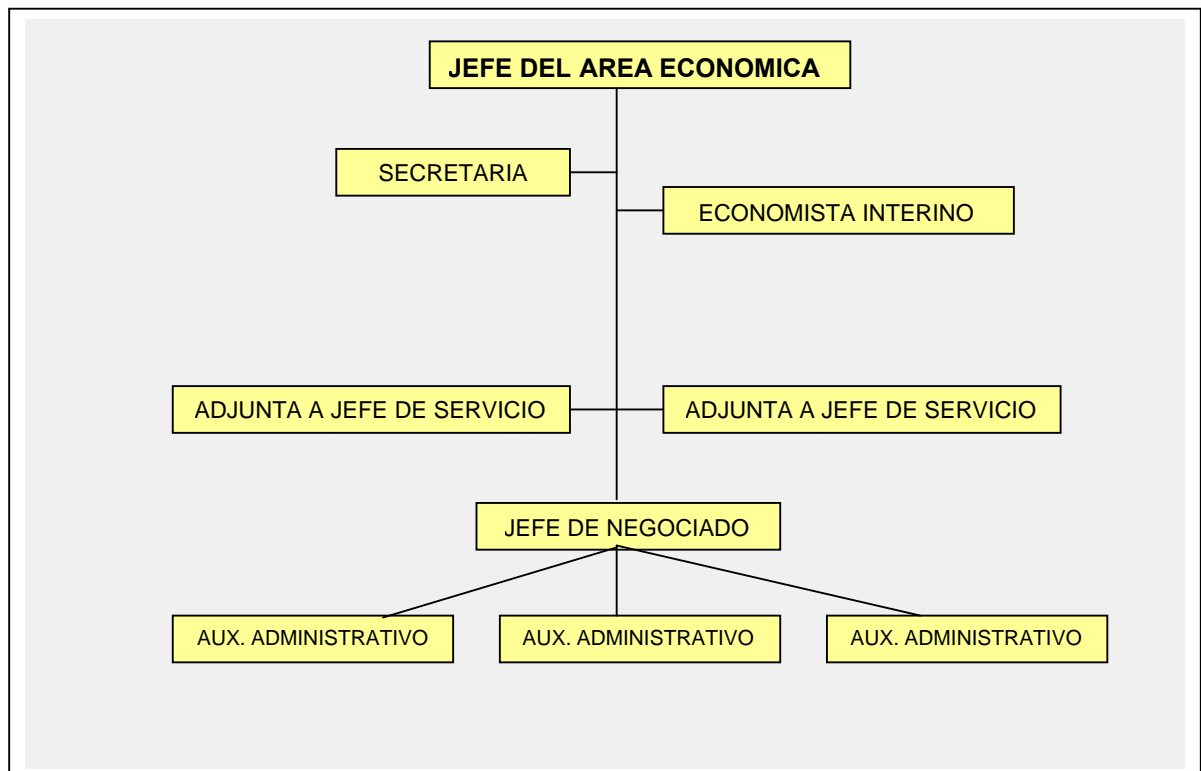 JEFE DEL AREA ECONOMICA
SECRETARIA
ECONOMISTA INTERINO
ADJUNTA A JEFE DE SERVICIO
ADJUNTA A JEFE DE SERVICIO
JEFE DE NEGOCIADO
AUX. ADMINISTRATIVO
AUX. ADMINISTRATIVO
AUX. ADMINISTRATIVO